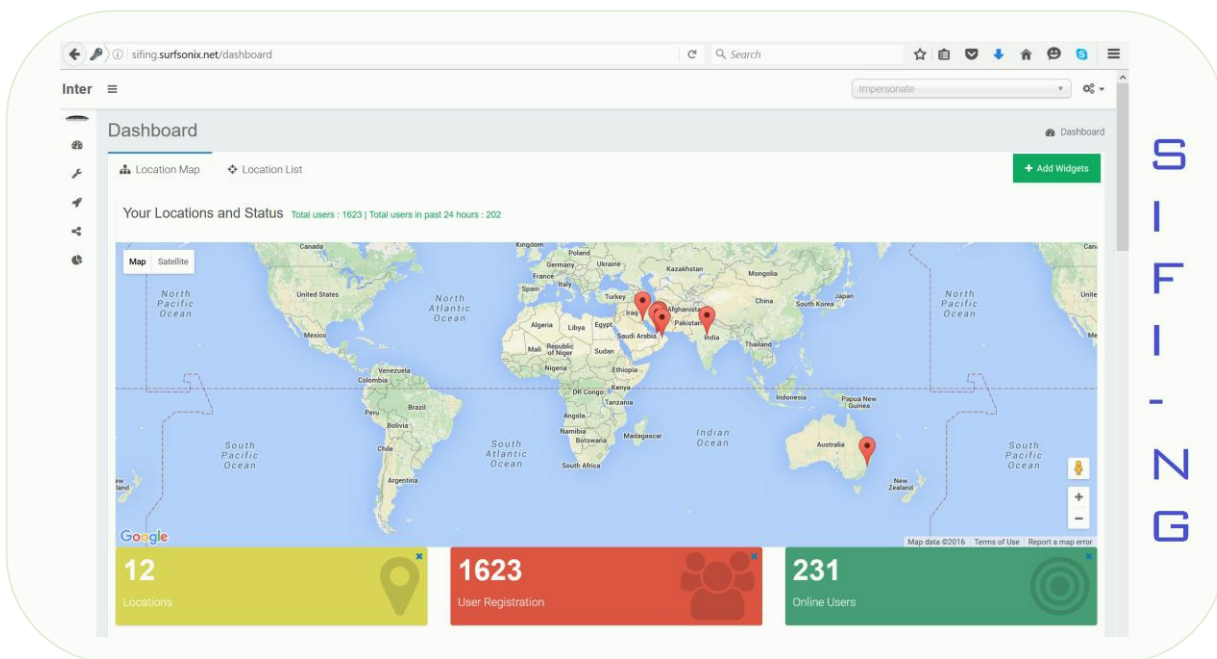 sifing.surfsonix.net/dashboard
Search
Inter
Impersonate
Dashboard
Dashboard
Location Map
Location List
+ Add Widgets
Your Locations and Status Total users : 1623 | Total users in past 24 hours : 202
Map Satellite
Canada
Kingdom
Poland
Germany
Ukraine
France
Italy
Spain
Kazakhstan
Mongolia
Turkey
North
Pacific
Ocean
United States
North
Atlantic
Ocean
Iraq
Afghanistan
China
South Korea
Japan
North
Pacific
Ocean
Unite
Mexico
Algeria
Libya
Egypt
Saudi Arabia
Pakistan
India
Thailand
Me
Mali
Republic
of Niger
Sudan
Nigeria
Ethiopia
Venezuela
Colombia
DR Congo
Kenya
Tanzania
Indonesia
Papua New
Guinea
Peru
Brazil
Bolivia
Angola
Namibia
Botswana
Madagascar
Indian
Ocean
Australia
South
Pacific
Ocean
Chile
South
Atlantic
Ocean
South Africa
South
Pacific
Ocean
Argentina
New
Zealand
Google
Map data ©2016 Terms of Use Report a map error
12
Locations
1623
User Registration
231
Online Users
S
I
F
I
-
N
G